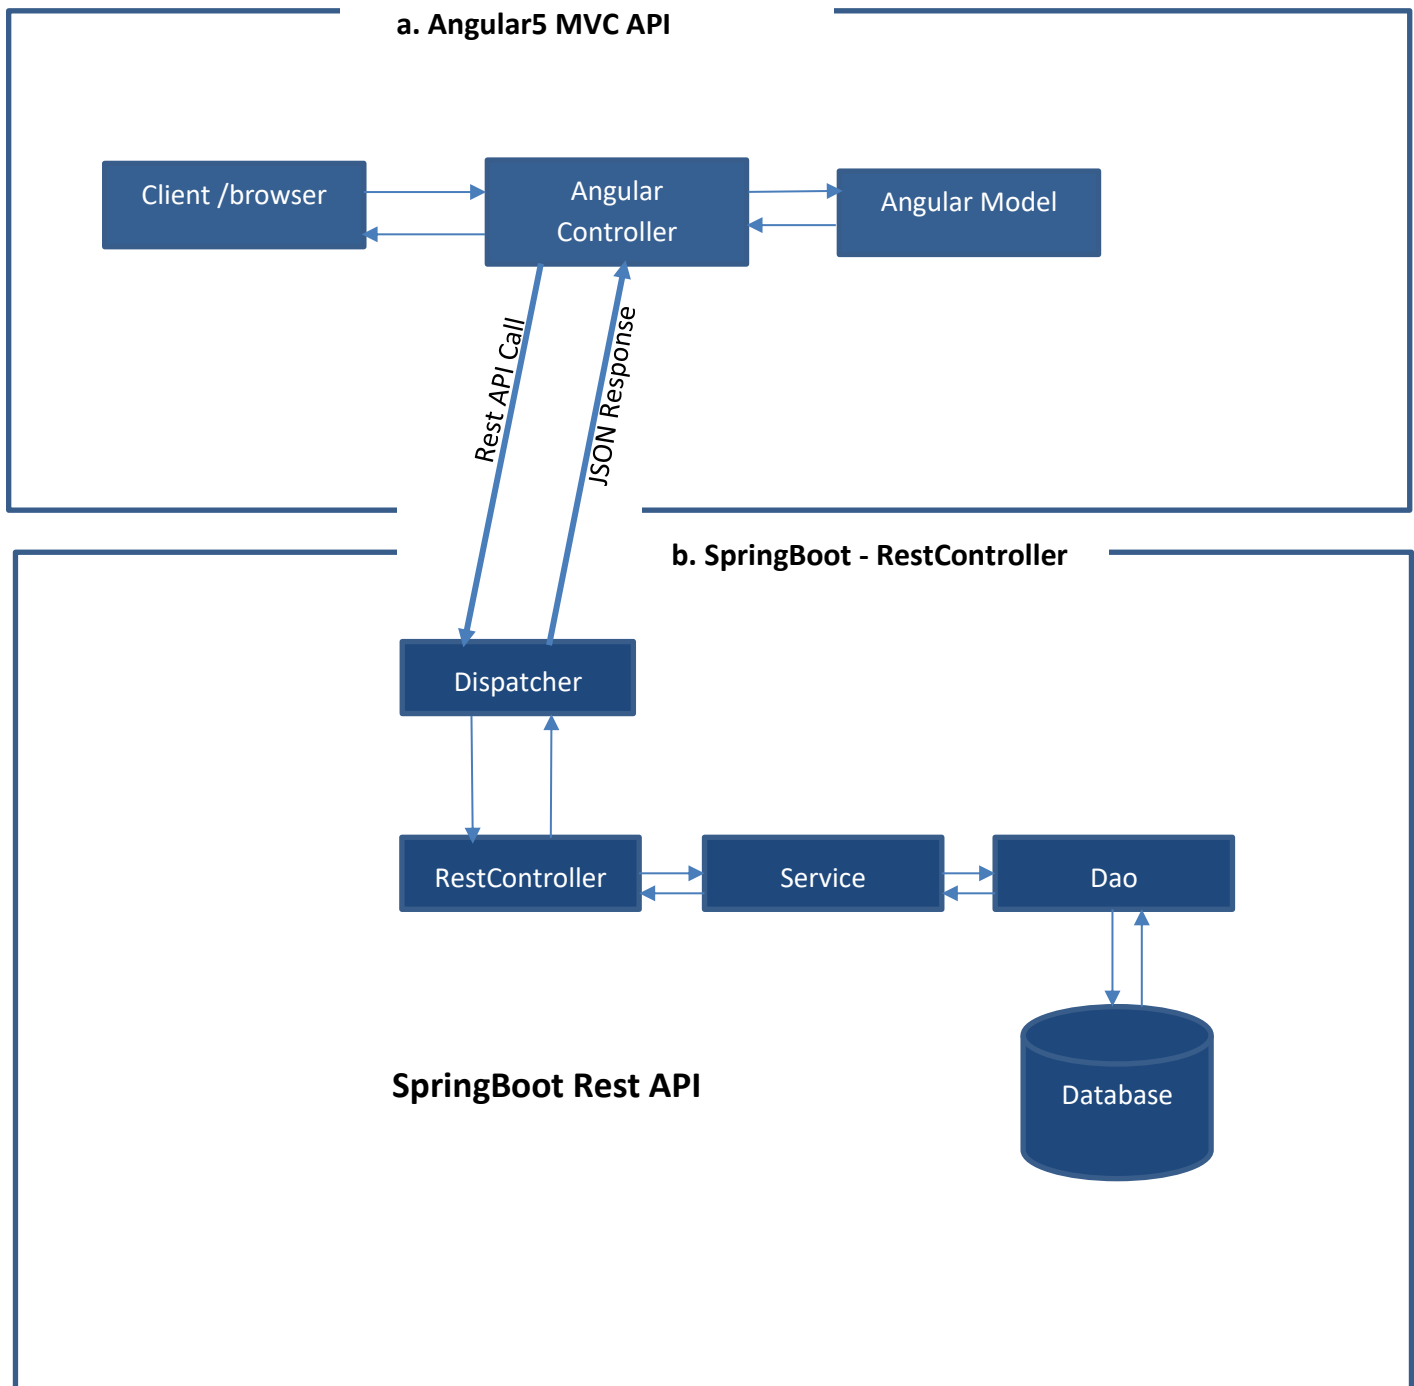 a. Angular5 MVC API
Client /browser
Angular
Controller
Angular Model
Rest API Call
JSON Response
b. SpringBoot - RestController
Dispatcher
RestController
Service
Dao
SpringBoot Rest API
Database